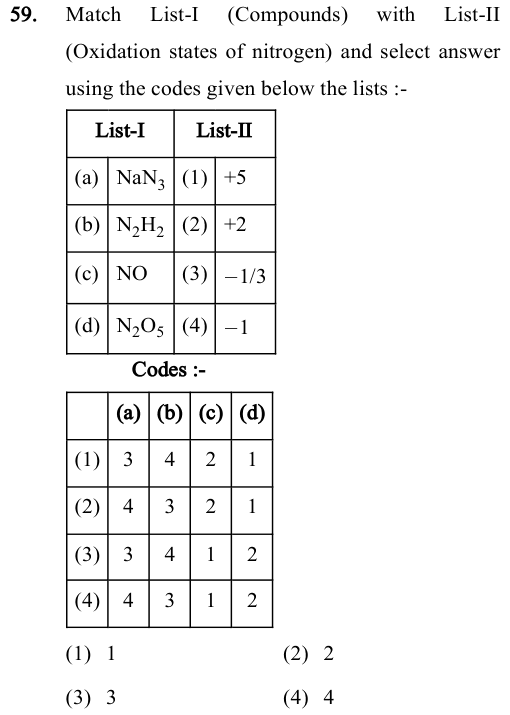 59. Match List-I (Compounds) with List-II
(Oxidation states of nitrogen) and select answer
using the codes given below the lists :-
List-I List-II
(a) NaN₃ (1) +5
(b) N₂H₂ (2) +2
(c) NO (3) −1/3
(d) N₂O₅ (4) −1
Codes :-
(a) (b) (c) (d)
(1) 3 4 2 1
(2) 4 3 2 1
(3) 3 4 1 2
(4) 4 3 1 2
(1) 1 (2) 2
(3) 3 (4) 4